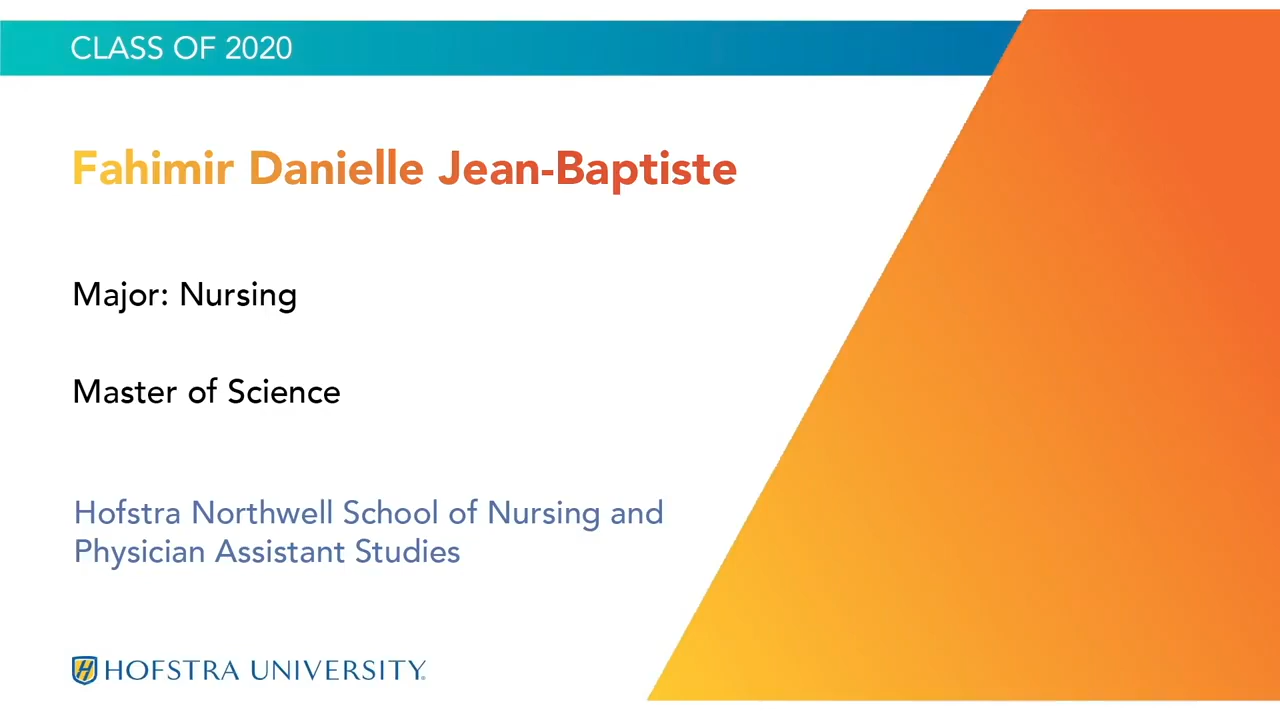 CLASS OF 2020
Fahimir Danielle Jean-Baptiste
Major: Nursing
Master of Science
Hofstra Northwell School of Nursing and
Physician Assistant Studies
H HOFSTRA UNIVERSITY®